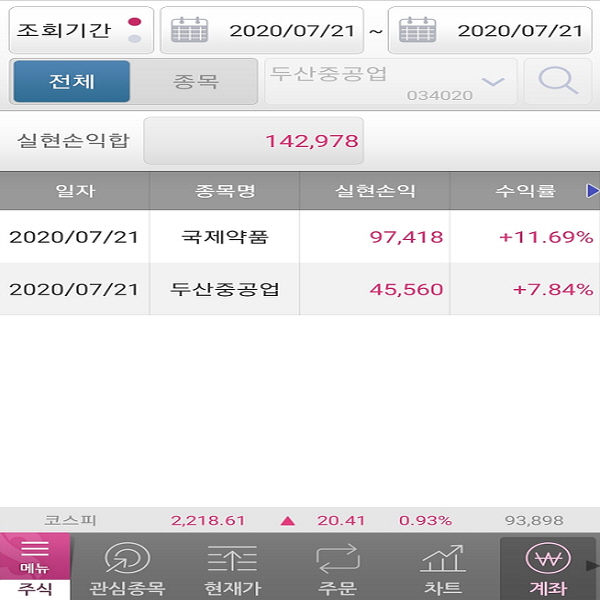 조회기간 2020/07/21 ~ 2020/07/21
전체 종목 두산중공업 034020
실현손익합 142,978
일자 종목명 실현손익 수익률
2020/07/21 국제약품 97,418 +11.69%
2020/07/21 두산중공업 45,560 +7.84%
코스피 2,218.61 ▲ 20.41 0.93% 93,898
메뉴
주식 관심종목 현재가 주문 차트 계좌